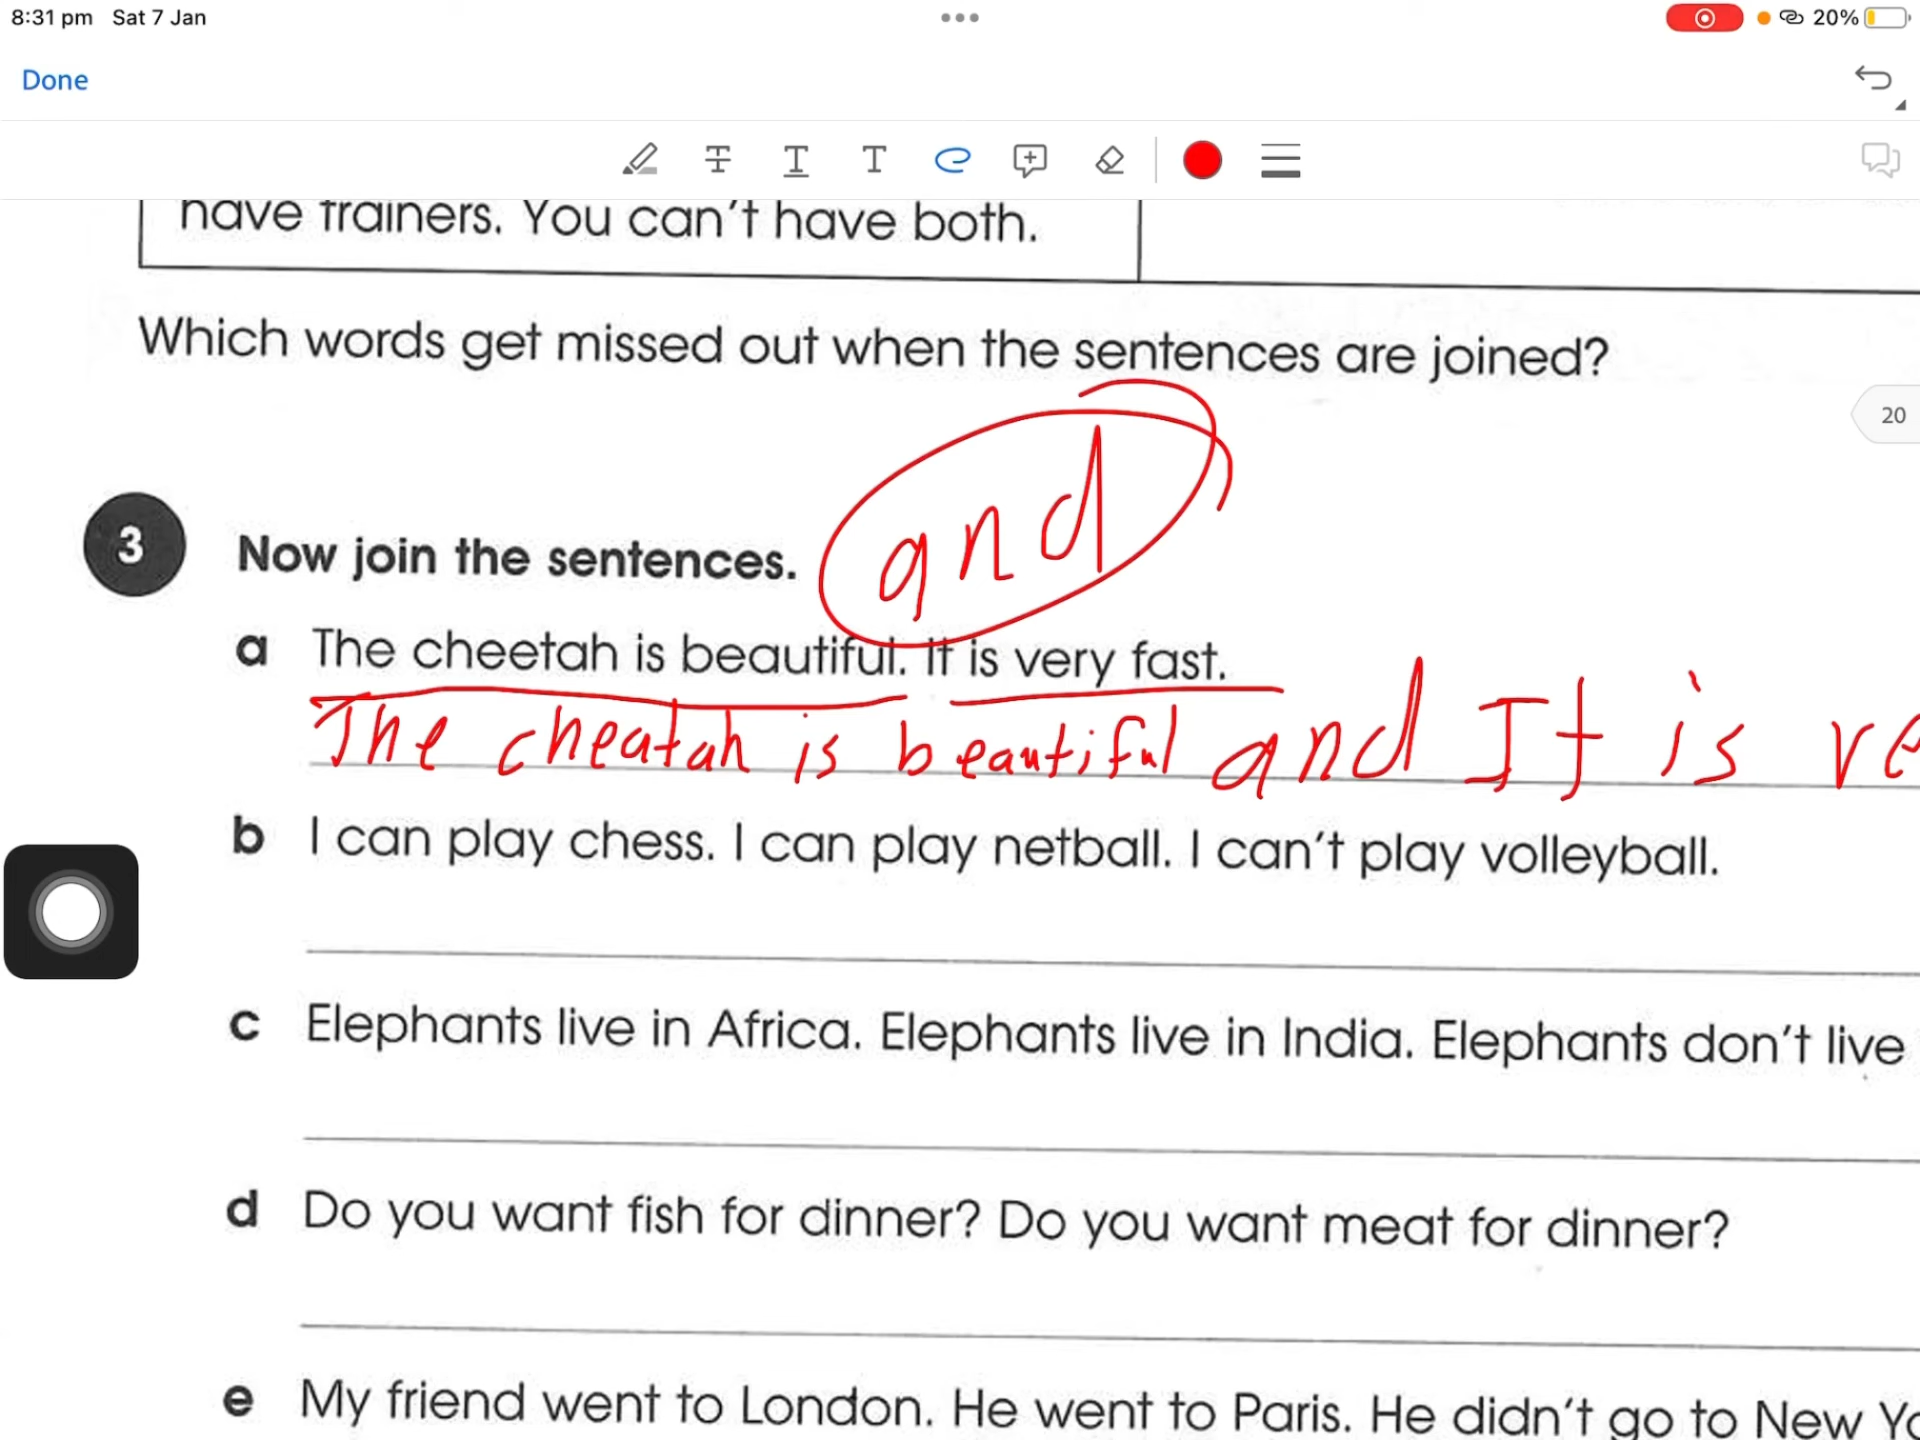 8:31 pm Sat 7 Jan
20%
Done
T T T
have trainers. You can't have both.
Which words get missed out when the sentences are joined?
20
and
3 Now join the sentences.
a The cheetah is beautiful. It is very fast.
The cheatah is beautiful and It is ve
b I can play chess. I can play netball. I can't play volleyball.
c Elephants live in Africa. Elephants live in India. Elephants don't live
d Do you want fish for dinner? Do you want meat for dinner?
e My friend went to London. He went to Paris. He didn't go to New Yo